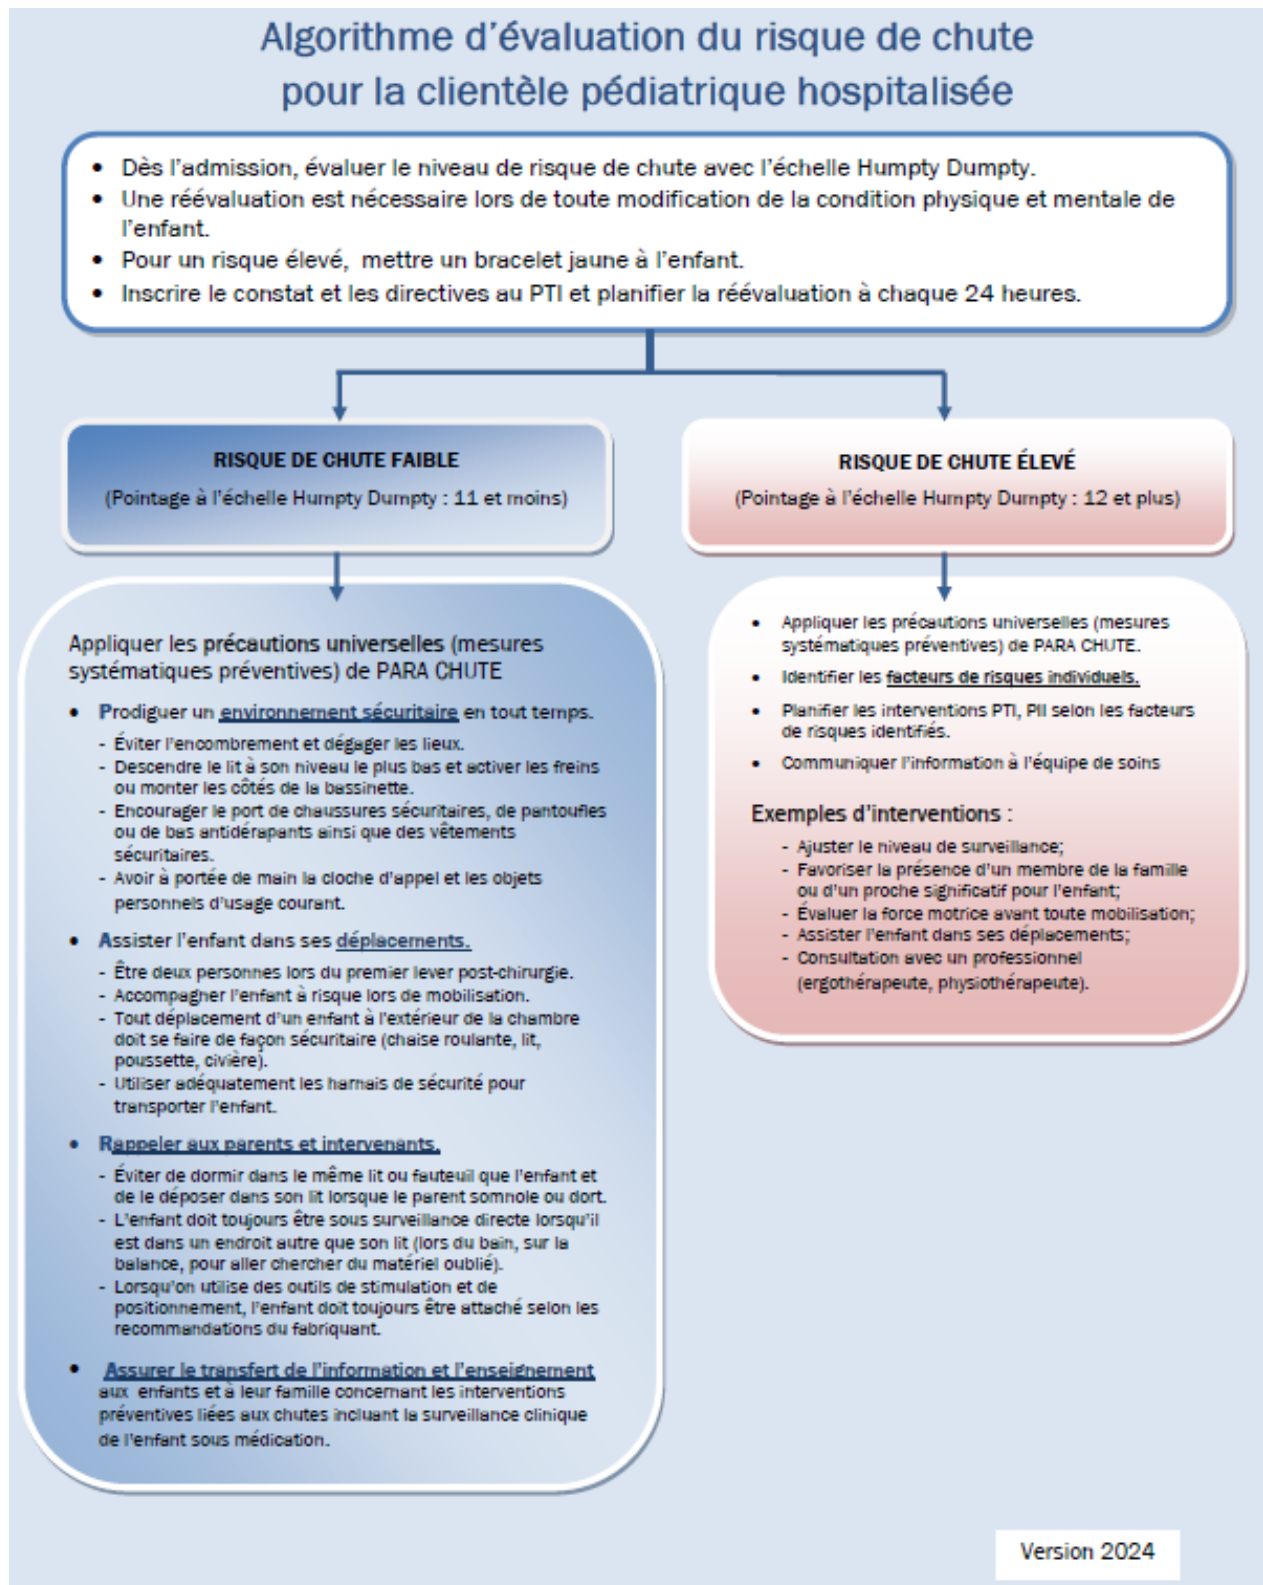 Algorithme d'évaluation du risque de chute
pour la clientèle pédiatrique hospitalisée
• Dès l'admission, évaluer le niveau de risque de chute avec l'échelle Humpty Dumpty.
• Une réévaluation est nécessaire lors de toute modification de la condition physique et mentale de
l'enfant.
• Pour un risque élevé, mettre un bracelet jaune à l'enfant.
• Inscrire le constat et les directives au PTI et planifier la réévaluation à chaque 24 heures.
RISQUE DE CHUTE FAIBLE
(Pointage à l'échelle Humpty Dumpty : 11 et moins)
Appliquer les précautions universelles (mesures
systématiques préventives) de PARA CHUTE
• Prodiguer un environnement sécuritaire en tout temps.
- Éviter l'encombrement et dégager les lieux.
- Descendre le lit à son niveau le plus bas et activer les freins
ou monter les côtés de la bassinette.
- Encourager le port de chaussures sécuritaires, de pantoufles
ou de bas antidérapants ainsi que des vêtements
sécuritaires.
- Avoir à portée de main la cloche d'appel et les objets
personnels d'usage courant.
• Assister l'enfant dans ses déplacements.
- Être deux personnes lors du premier lever post-chirurgie.
- Accompagner l'enfant à risque lors de mobilisation.
- Tout déplacement d'un enfant à l'extérieur de la chambre
doit se faire de façon sécuritaire (chaise roulante, lit,
poussette, civière).
- Utiliser adéquatement les harnais de sécurité pour
transporter l'enfant.
• Rappeler aux parents et intervenants.
- Éviter de dormir dans le même lit ou fauteuil que l'enfant et
de le déposer dans son lit lorsque le parent somnole ou dort.
- L'enfant doit toujours être sous surveillance directe lorsqu'il
est dans un endroit autre que son lit (lors du bain, sur la
balance, pour aller chercher du matériel oublié).
- Lorsqu'on utilise des outils de stimulation et de
positionnement, l'enfant doit toujours être attaché selon les
recommandations du fabriquant.
• Assurer le transfert de l'information et l'enseignement
aux enfants et à leur famille concernant les interventions
préventives liées aux chutes incluant la surveillance clinique
de l'enfant sous médication.
RISQUE DE CHUTE ÉLEVÉ
(Pointage à l'échelle Humpty Dumpty : 12 et plus)
• Appliquer les précautions universelles (mesures
systématiques préventives) de PARA CHUTE.
• Identifier les facteurs de risques individuels.
• Planifier les interventions PTI, PII selon les facteurs
de risques identifiés.
• Communiquer l'information à l'équipe de soins
Exemples d'interventions :
- Ajuster le niveau de surveillance;
- Favoriser la présence d'un membre de la famille
ou d'un proche significatif pour l'enfant;
- Évaluer la force motrice avant toute mobilisation;
- Assister l'enfant dans ses déplacements;
- Consultation avec un professionnel
(ergothérapeute, physiothérapeute).
Version 2024